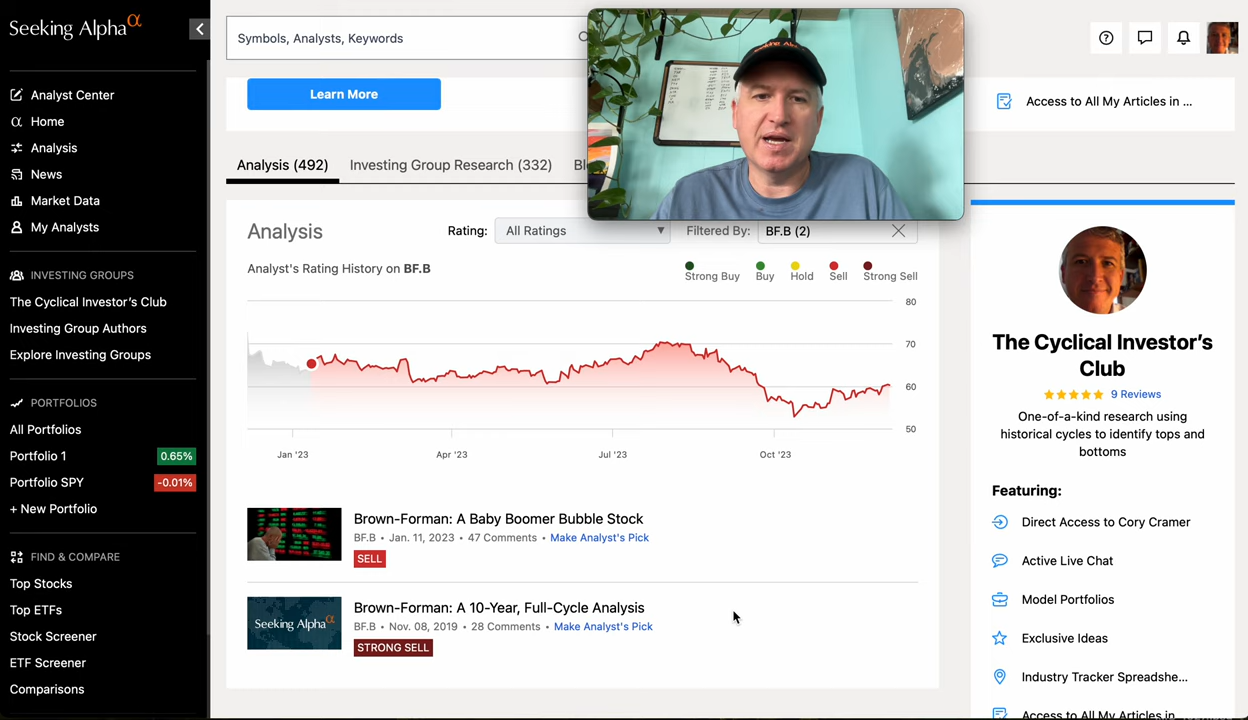 Seeking Alpha α
Analyst Center
Home
Analysis
News
Market Data
My Analysts
INVESTING GROUPS
The Cyclical Investor's Club
Investing Group Authors
Explore Investing Groups
PORTFOLIOS
All Portfolios
Portfolio 1 0.65%
Portfolio SPY -0.01%
+ New Portfolio
FIND & COMPARE
Top Stocks
Top ETFs
Stock Screener
ETF Screener
Comparisons
Symbols, Analysts, Keywords
Learn More
Analysis (492) Investing Group Research (332)
Analysis
Rating: All Ratings Filtered By: BF.B (2)
Analyst's Rating History on BF.B
Strong Buy Buy Hold Sell Strong Sell
80
70
60
50
Jan '23 Apr '23 Jul '23 Oct '23
Brown-Forman: A Baby Boomer Bubble Stock
BF.B • Jan. 11, 2023 • 47 Comments • Make Analyst's Pick
SELL
Seeking Alpha α
Brown-Forman: A 10-Year, Full-Cycle Analysis
BF.B • Nov. 08, 2019 • 28 Comments • Make Analyst's Pick
STRONG SELL
Access to All My Articles in ...
The Cyclical Investor's
Club
9 Reviews
One-of-a-kind research using
historical cycles to identify tops and
bottoms
Featuring:
Direct Access to Cory Cramer
Active Live Chat
Model Portfolios
Exclusive Ideas
Industry Tracker Spreadshe...
Access to All My Articles in